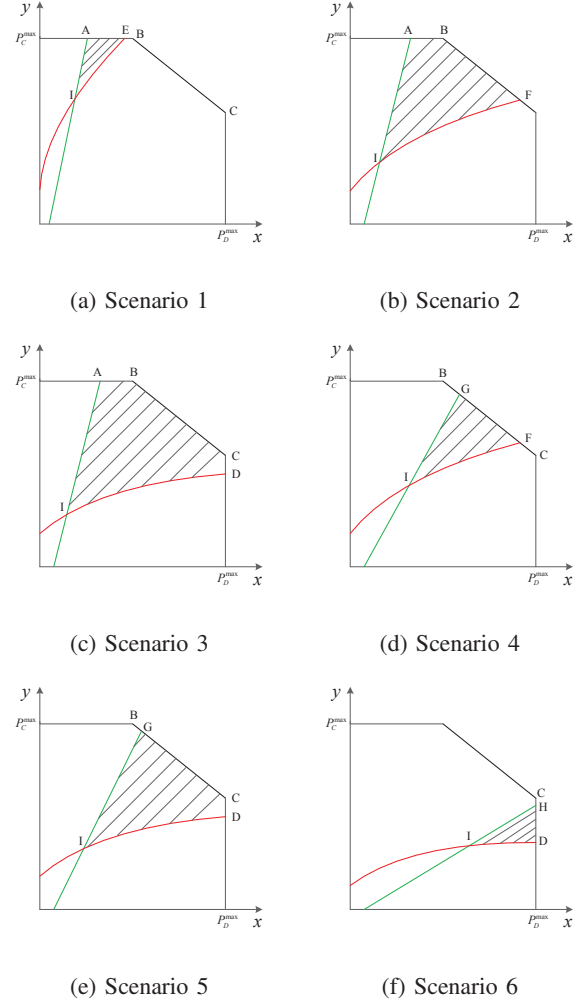 y
y
P_C^max
A
E
B
P_C^max
A
B
I
C
F
I
P_D^max
x
P_D^max
x
(a) Scenario 1
(b) Scenario 2
y
y
P_C^max
A
B
P_C^max
B
G
C
D
F
C
I
I
P_D^max
x
P_D^max
x
(c) Scenario 3
(d) Scenario 4
y
y
P_C^max
B
G
P_C^max
C
D
I
C
H
I
D
P_D^max
x
P_D^max
x
(e) Scenario 5
(f) Scenario 6